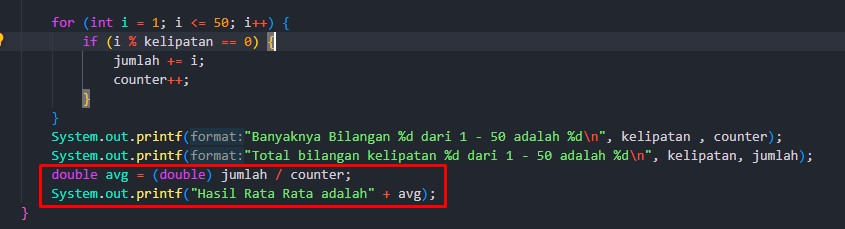 for (int i = 1; i <= 50; i++) {
if (i % kelipatan == 0) {
jumlah += i;
counter++;
}
}
System.out.printf(format:"Banyaknya Bilangan %d dari 1 - 50 adalah %d\n", kelipatan , counter);
System.out.printf(format:"Total bilangan kelipatan %d dari 1 - 50 adalah %d\n", kelipatan, jumlah);
double avg = (double) jumlah / counter;
System.out.printf("Hasil Rata Rata adalah" + avg);
}